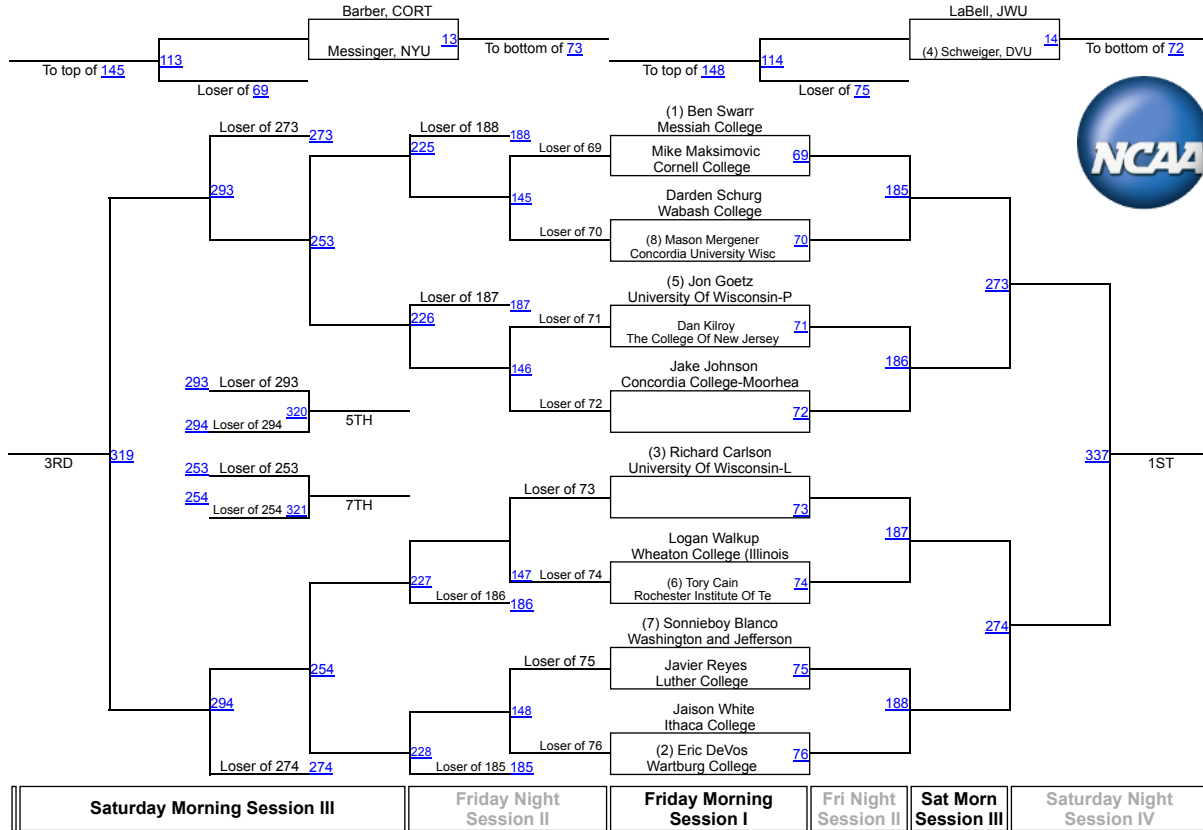 Barber, CORT
Messinger, NYU
13
To bottom of 73
LaBell, JWU
(4) Schweiger, DVU
14
To bottom of 72
To top of 145
113
Loser of 69
To top of 148
114
Loser of 75
NCAA
Loser of 273
273
Loser of 188
188
225
293
253
145
Loser of 69
Loser of 70
(1) Ben Swarr
Messiah College
Mike Maksimovic
Cornell College
69
185
Darden Schurg
Wabash College
(8) Mason Mergener
Concordia University Wisc
70
273
Loser of 187
187
226
146
Loser of 71
Loser of 72
(5) Jon Goetz
University Of Wisconsin-P
Dan Kilroy
The College Of New Jersey
71
186
Jake Johnson
Concordia College-Moorhea
72
293
Loser of 293
294
Loser of 294
320
5TH
3RD
319
253
Loser of 253
254
Loser of 254
321
7TH
337
1ST
Loser of 73
Loser of 74
147
227
Loser of 186
186
(3) Richard Carlson
University Of Wisconsin-L
73
187
Logan Walkup
Wheaton College (Illinois
(6) Tory Cain
Rochester Institute Of Te
74
274
254
294
Loser of 274
274
Loser of 75
Loser of 76
148
228
Loser of 185
185
(7) Sonnieboy Blanco
Washington and Jefferson
Javier Reyes
Luther College
75
188
Jaison White
Ithaca College
(2) Eric DeVos
Wartburg College
76
Saturday Morning Session III
Friday Night
Session II
Friday Morning
Session I
Fri Night
Session II
Sat Morn
Session III
Saturday Night
Session IV